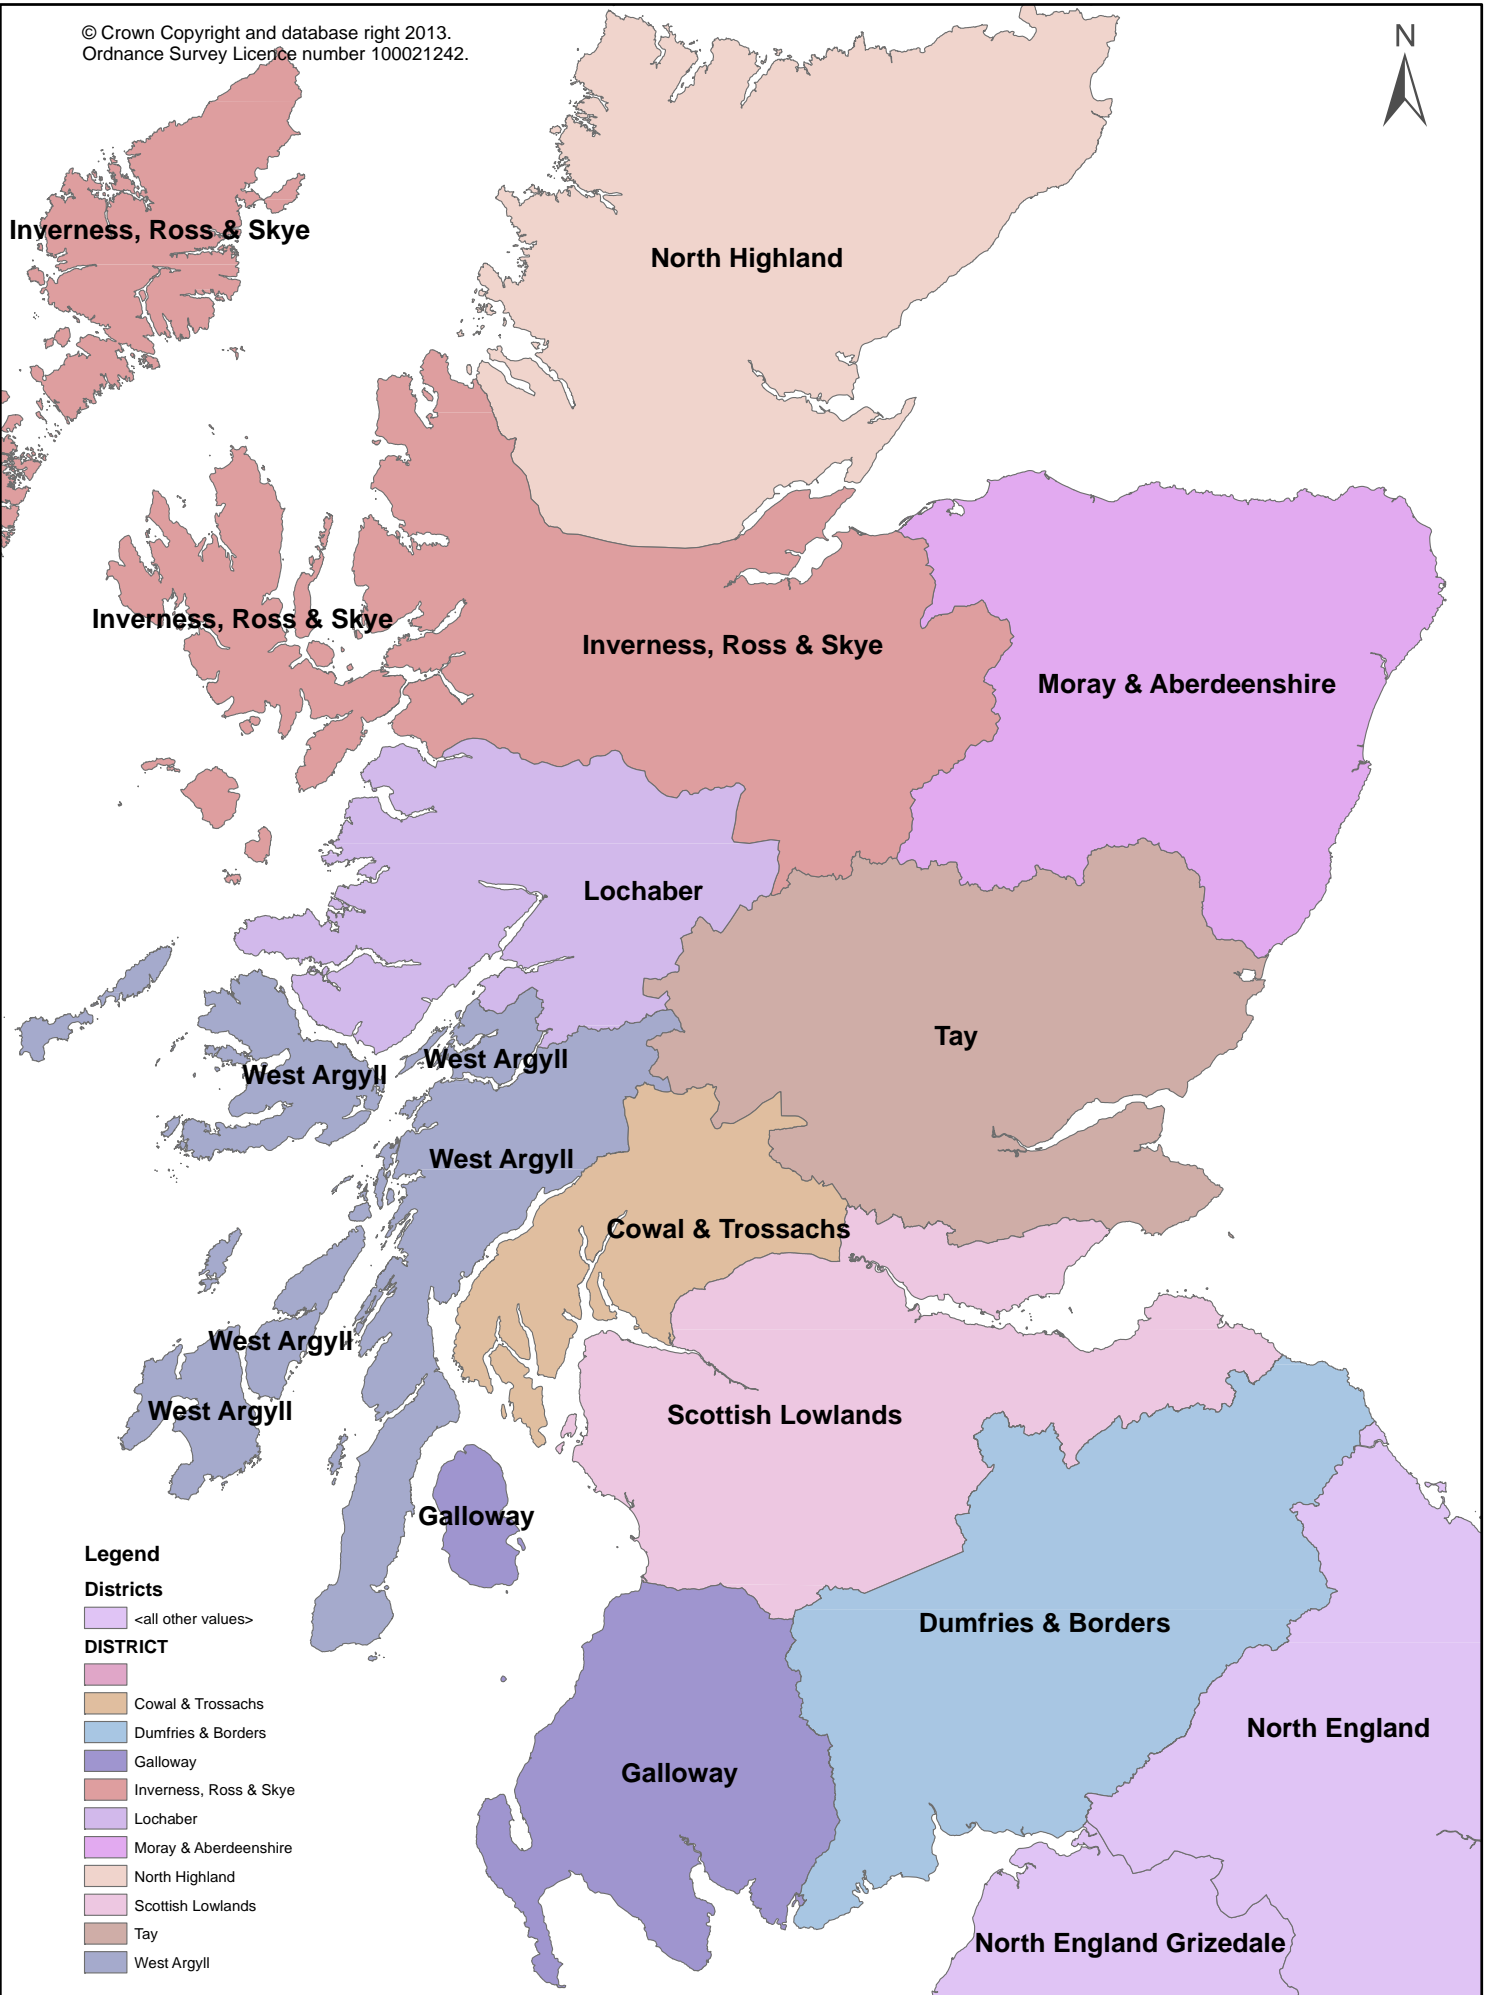 © Crown Copyright and database right 2013.
Ordnance Survey Licence number 100021242.
N
Inverness, Ross & Skye
North Highland
Inverness, Ross & Skye
Inverness, Ross & Skye
Moray & Aberdeenshire
Lochaber
Tay
West Argyll
West Argyll
West Argyll
Cowal & Trossachs
West Argyll
West Argyll
Scottish Lowlands
Galloway
Dumfries & Borders
North England
Galloway
North England Grizedale
Legend
Districts
<all other values>
DISTRICT
Cowal & Trossachs
Dumfries & Borders
Galloway
Inverness, Ross & Skye
Lochaber
Moray & Aberdeenshire
North Highland
Scottish Lowlands
Tay
West Argyll